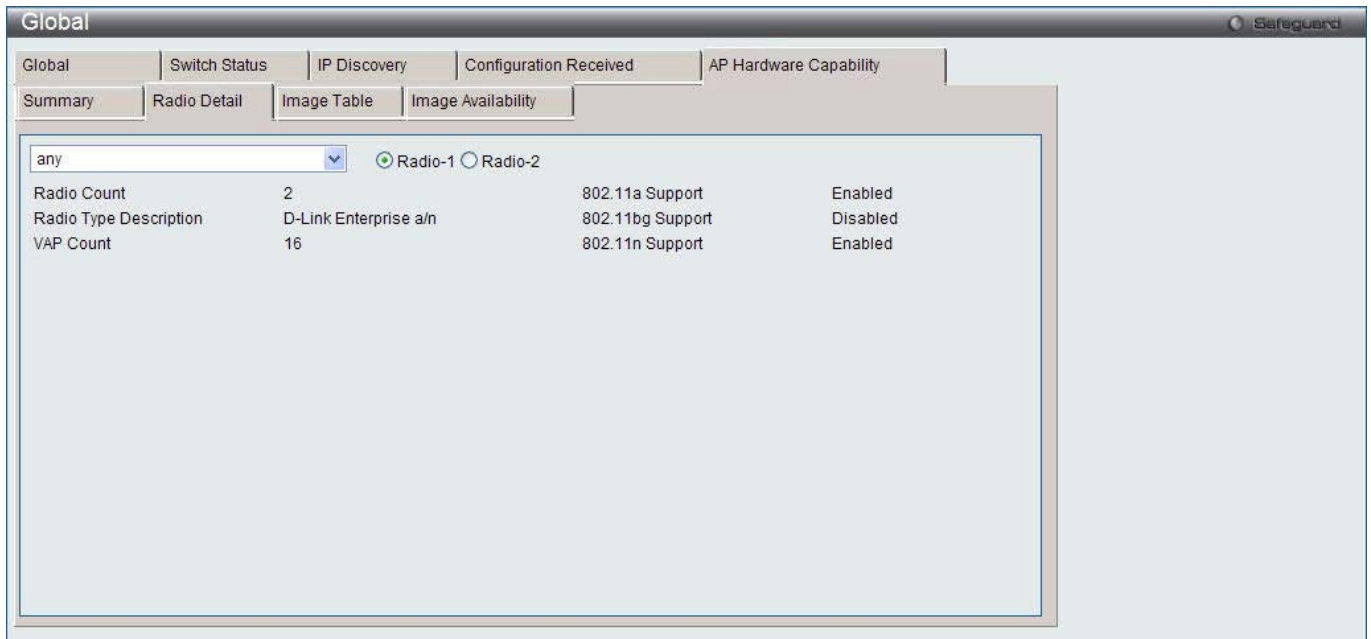 Global
Safeguard
Global Switch Status IP Discovery Configuration Received AP Hardware Capability
Summary Radio Detail Image Table Image Availability
any Radio-1 Radio-2
Radio Count 2 802.11a Support Enabled
Radio Type Description D-Link Enterprise a/n 802.11bg Support Disabled
VAP Count 16 802.11n Support Enabled